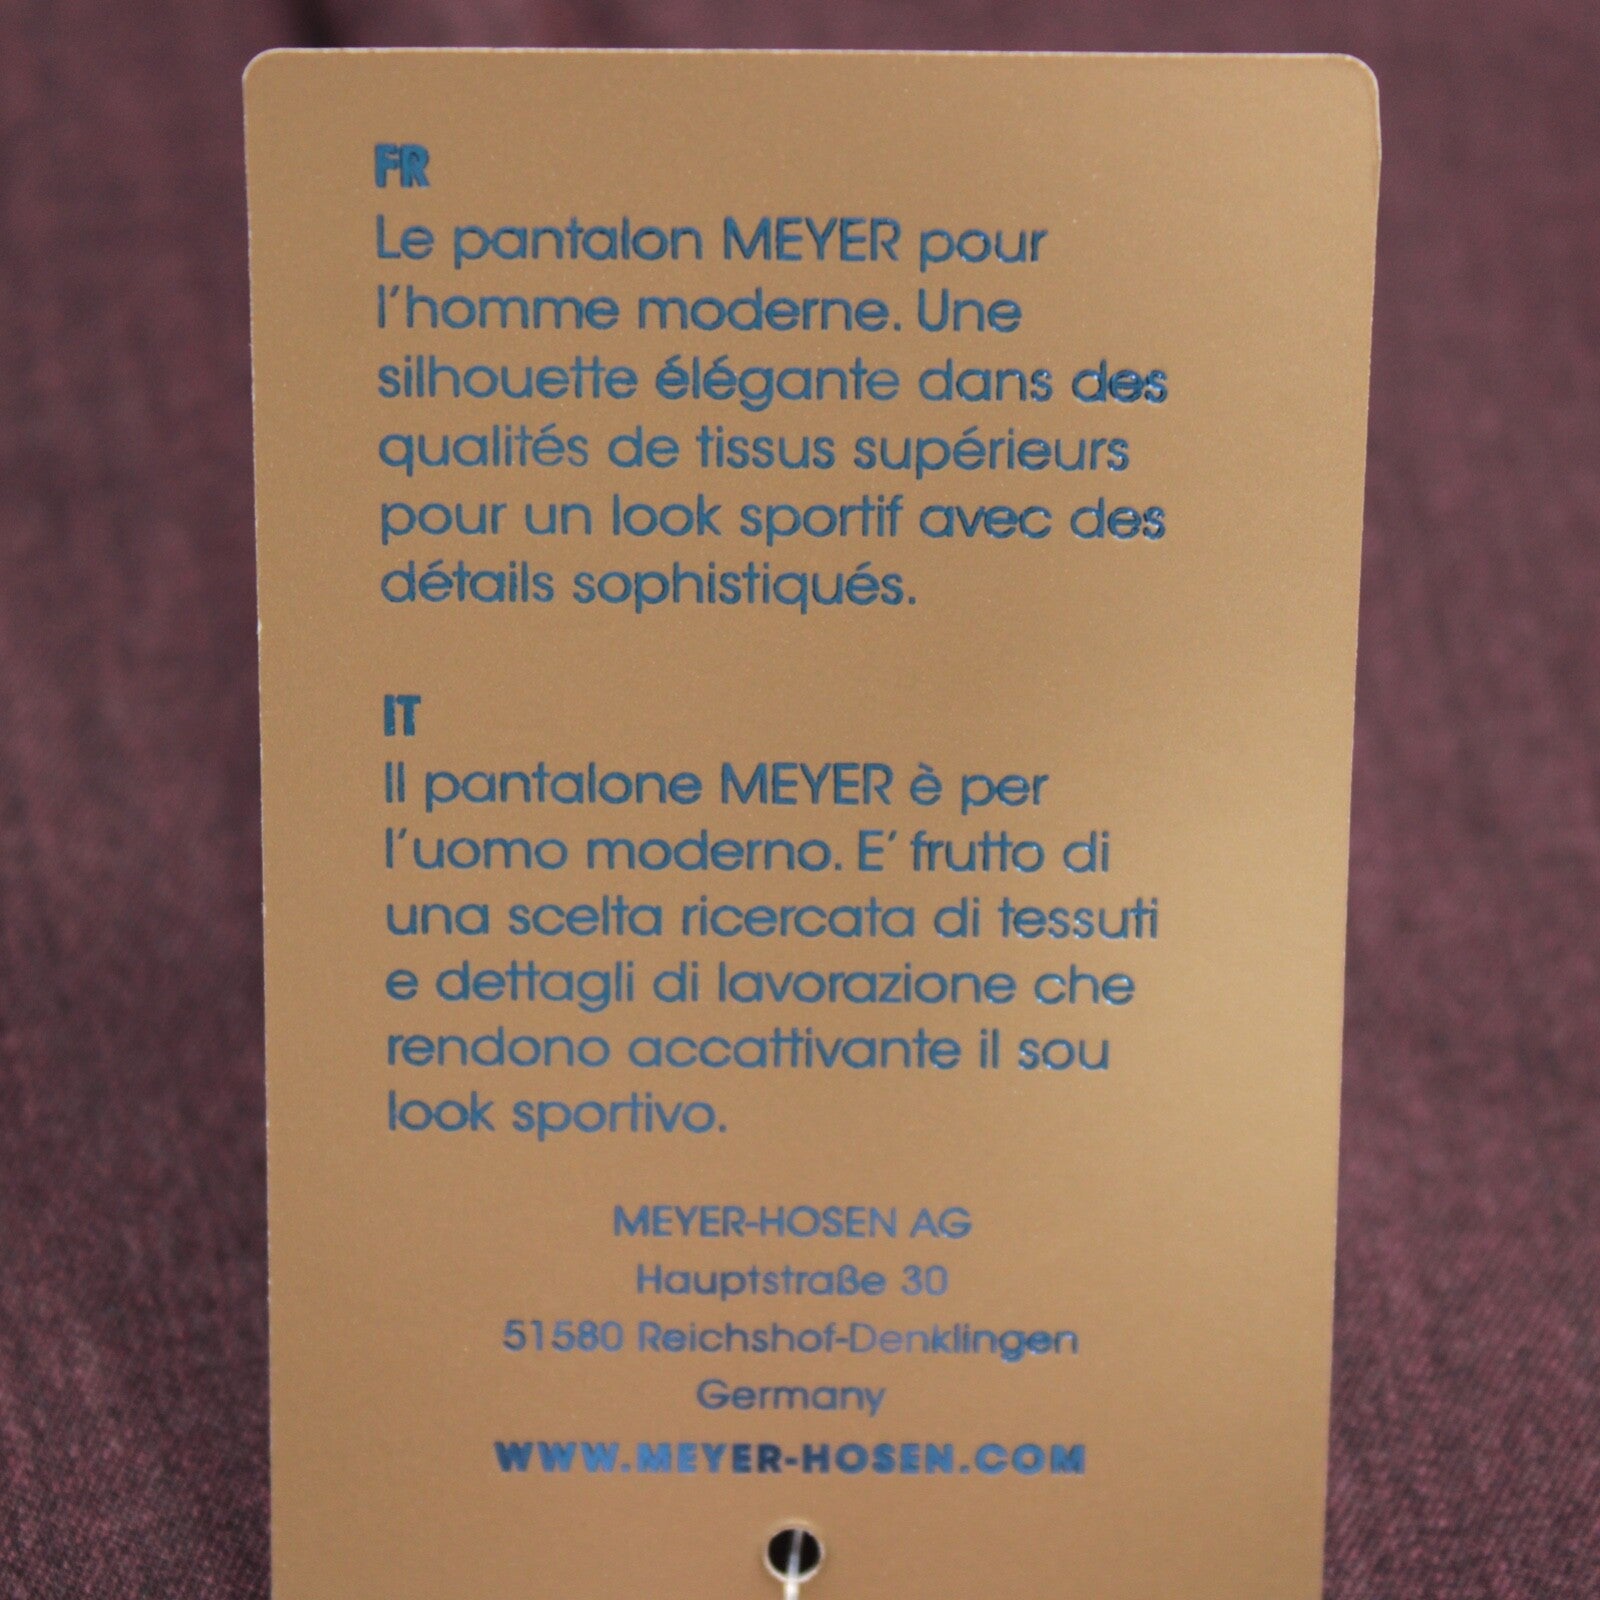 FR
Le pantalon MEYER pour
l'homme moderne. Une
silhouette élégante dans des
qualités de tissus supérieurs
pour un look sportif avec des
détails sophistiqués.
IT
Il pantalone MEYER è per
l'uomo moderno. E' frutto di
una scelta ricercata di tessuti
e dettagli di lavorazione che
rendono accattivante il sou
look sportivo.
MEYER-HOSEN AG
Hauptstraße 30
51580 Reichshof-Denklingen
Germany
WWW.MEYER-HOSEN.COM